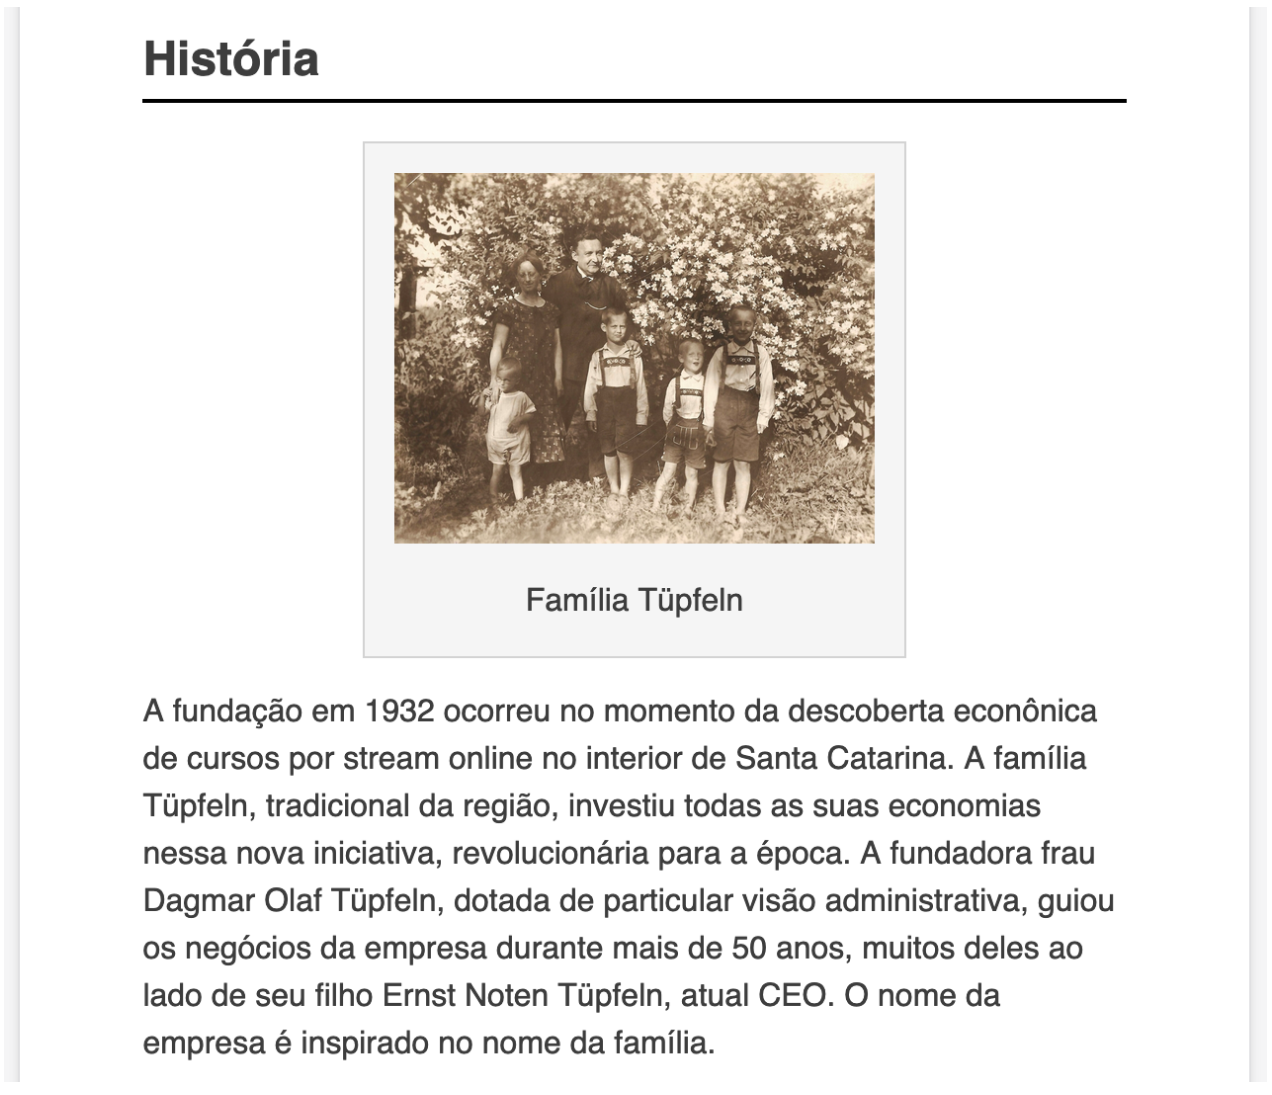 História
Família Tüpfeln
A fundação em 1932 ocorreu no momento da descoberta econônica
de cursos por stream online no interior de Santa Catarina. A família
Tüpfeln, tradicional da região, investiu todas as suas economias
nessa nova iniciativa, revolucionária para a época. A fundadora frau
Dagmar Olaf Tüpfeln, dotada de particular visão administrativa, guiou
os negócios da empresa durante mais de 50 anos, muitos deles ao
lado de seu filho Ernst Noten Tüpfeln, atual CEO. O nome da
empresa é inspirado no nome da família.